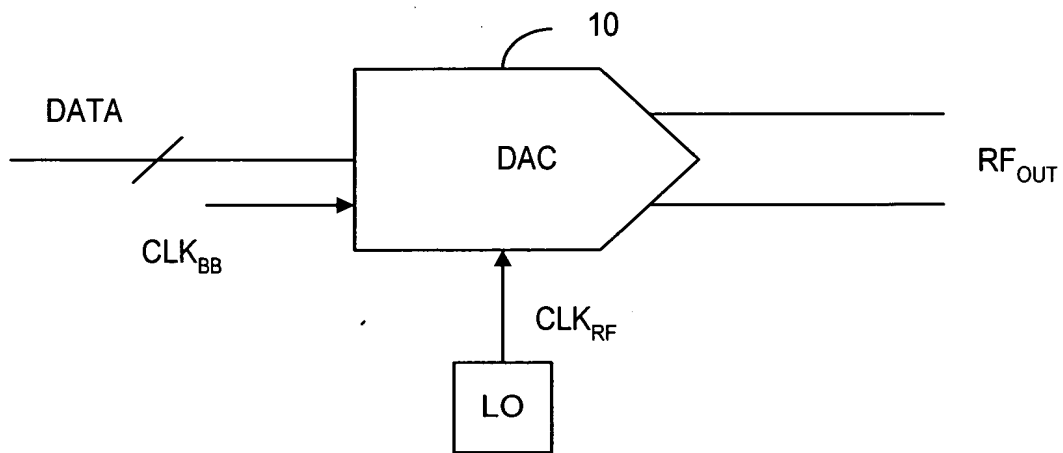 10
DATA
DAC
RF_OUT
CLK_BB
CLK_RF
LO